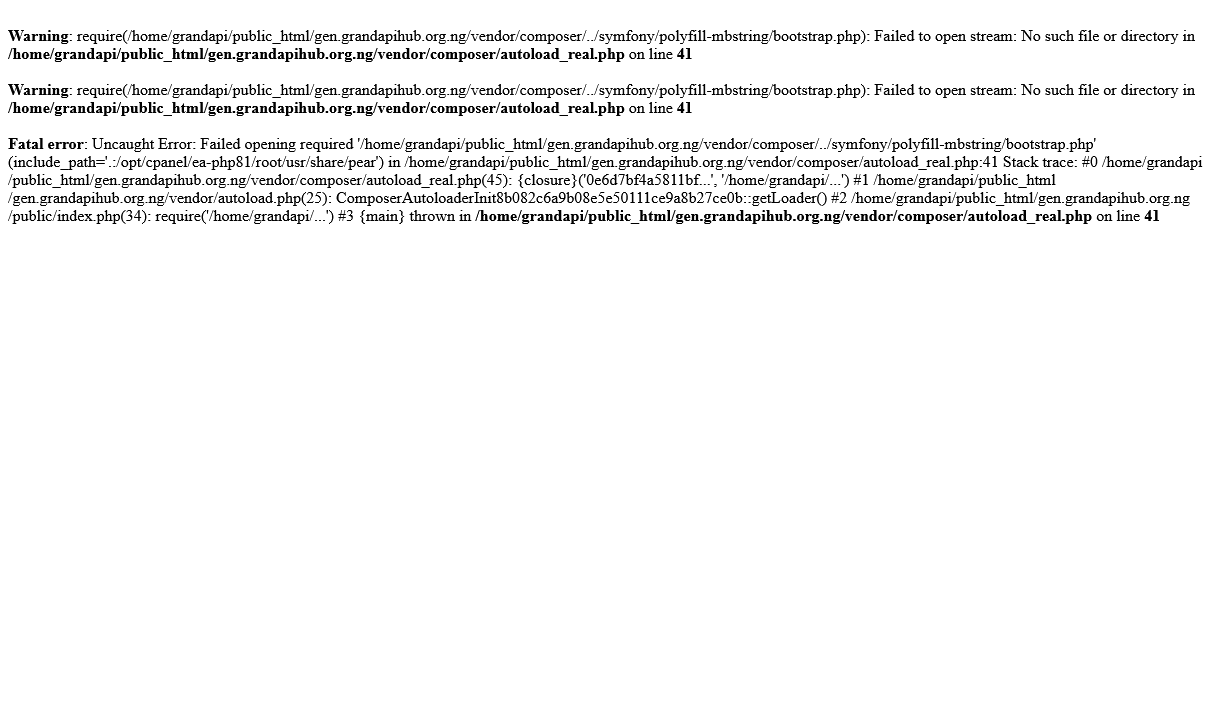 Warning: require(/home/grandapi/public_html/gen.grandapihub.org.ng/vendor/composer/../symfony/polyfill-mbstring/bootstrap.php): Failed to open stream: No such file or directory in
/home/grandapi/public_html/gen.grandapihub.org.ng/vendor/composer/autoload_real.php on line 41
Warning: require(/home/grandapi/public_html/gen.grandapihub.org.ng/vendor/composer/../symfony/polyfill-mbstring/bootstrap.php): Failed to open stream: No such file or directory in
/home/grandapi/public_html/gen.grandapihub.org.ng/vendor/composer/autoload_real.php on line 41
Fatal error: Uncaught Error: Failed opening required '/home/grandapi/public_html/gen.grandapihub.org.ng/vendor/composer/../symfony/polyfill-mbstring/bootstrap.php'
(include_path='.:/opt/cpanel/ea-php81/root/usr/share/pear') in /home/grandapi/public_html/gen.grandapihub.org.ng/vendor/composer/autoload_real.php:41 Stack trace: #0 /home/grandapi
/public_html/gen.grandapihub.org.ng/vendor/composer/autoload_real.php(45): {closure}('0e6d7bf4a5811bf...', '/home/grandapi/...') #1 /home/grandapi/public_html
/gen.grandapihub.org.ng/vendor/autoload.php(25): ComposerAutoloaderInit8b082c6a9b08e5e50111ce9a8b27ce0b::getLoader() #2 /home/grandapi/public_html/gen.grandapihub.org.ng
/public/index.php(34): require('/home/grandapi/...') #3 {main} thrown in /home/grandapi/public_html/gen.grandapihub.org.ng/vendor/composer/autoload_real.php on line 41